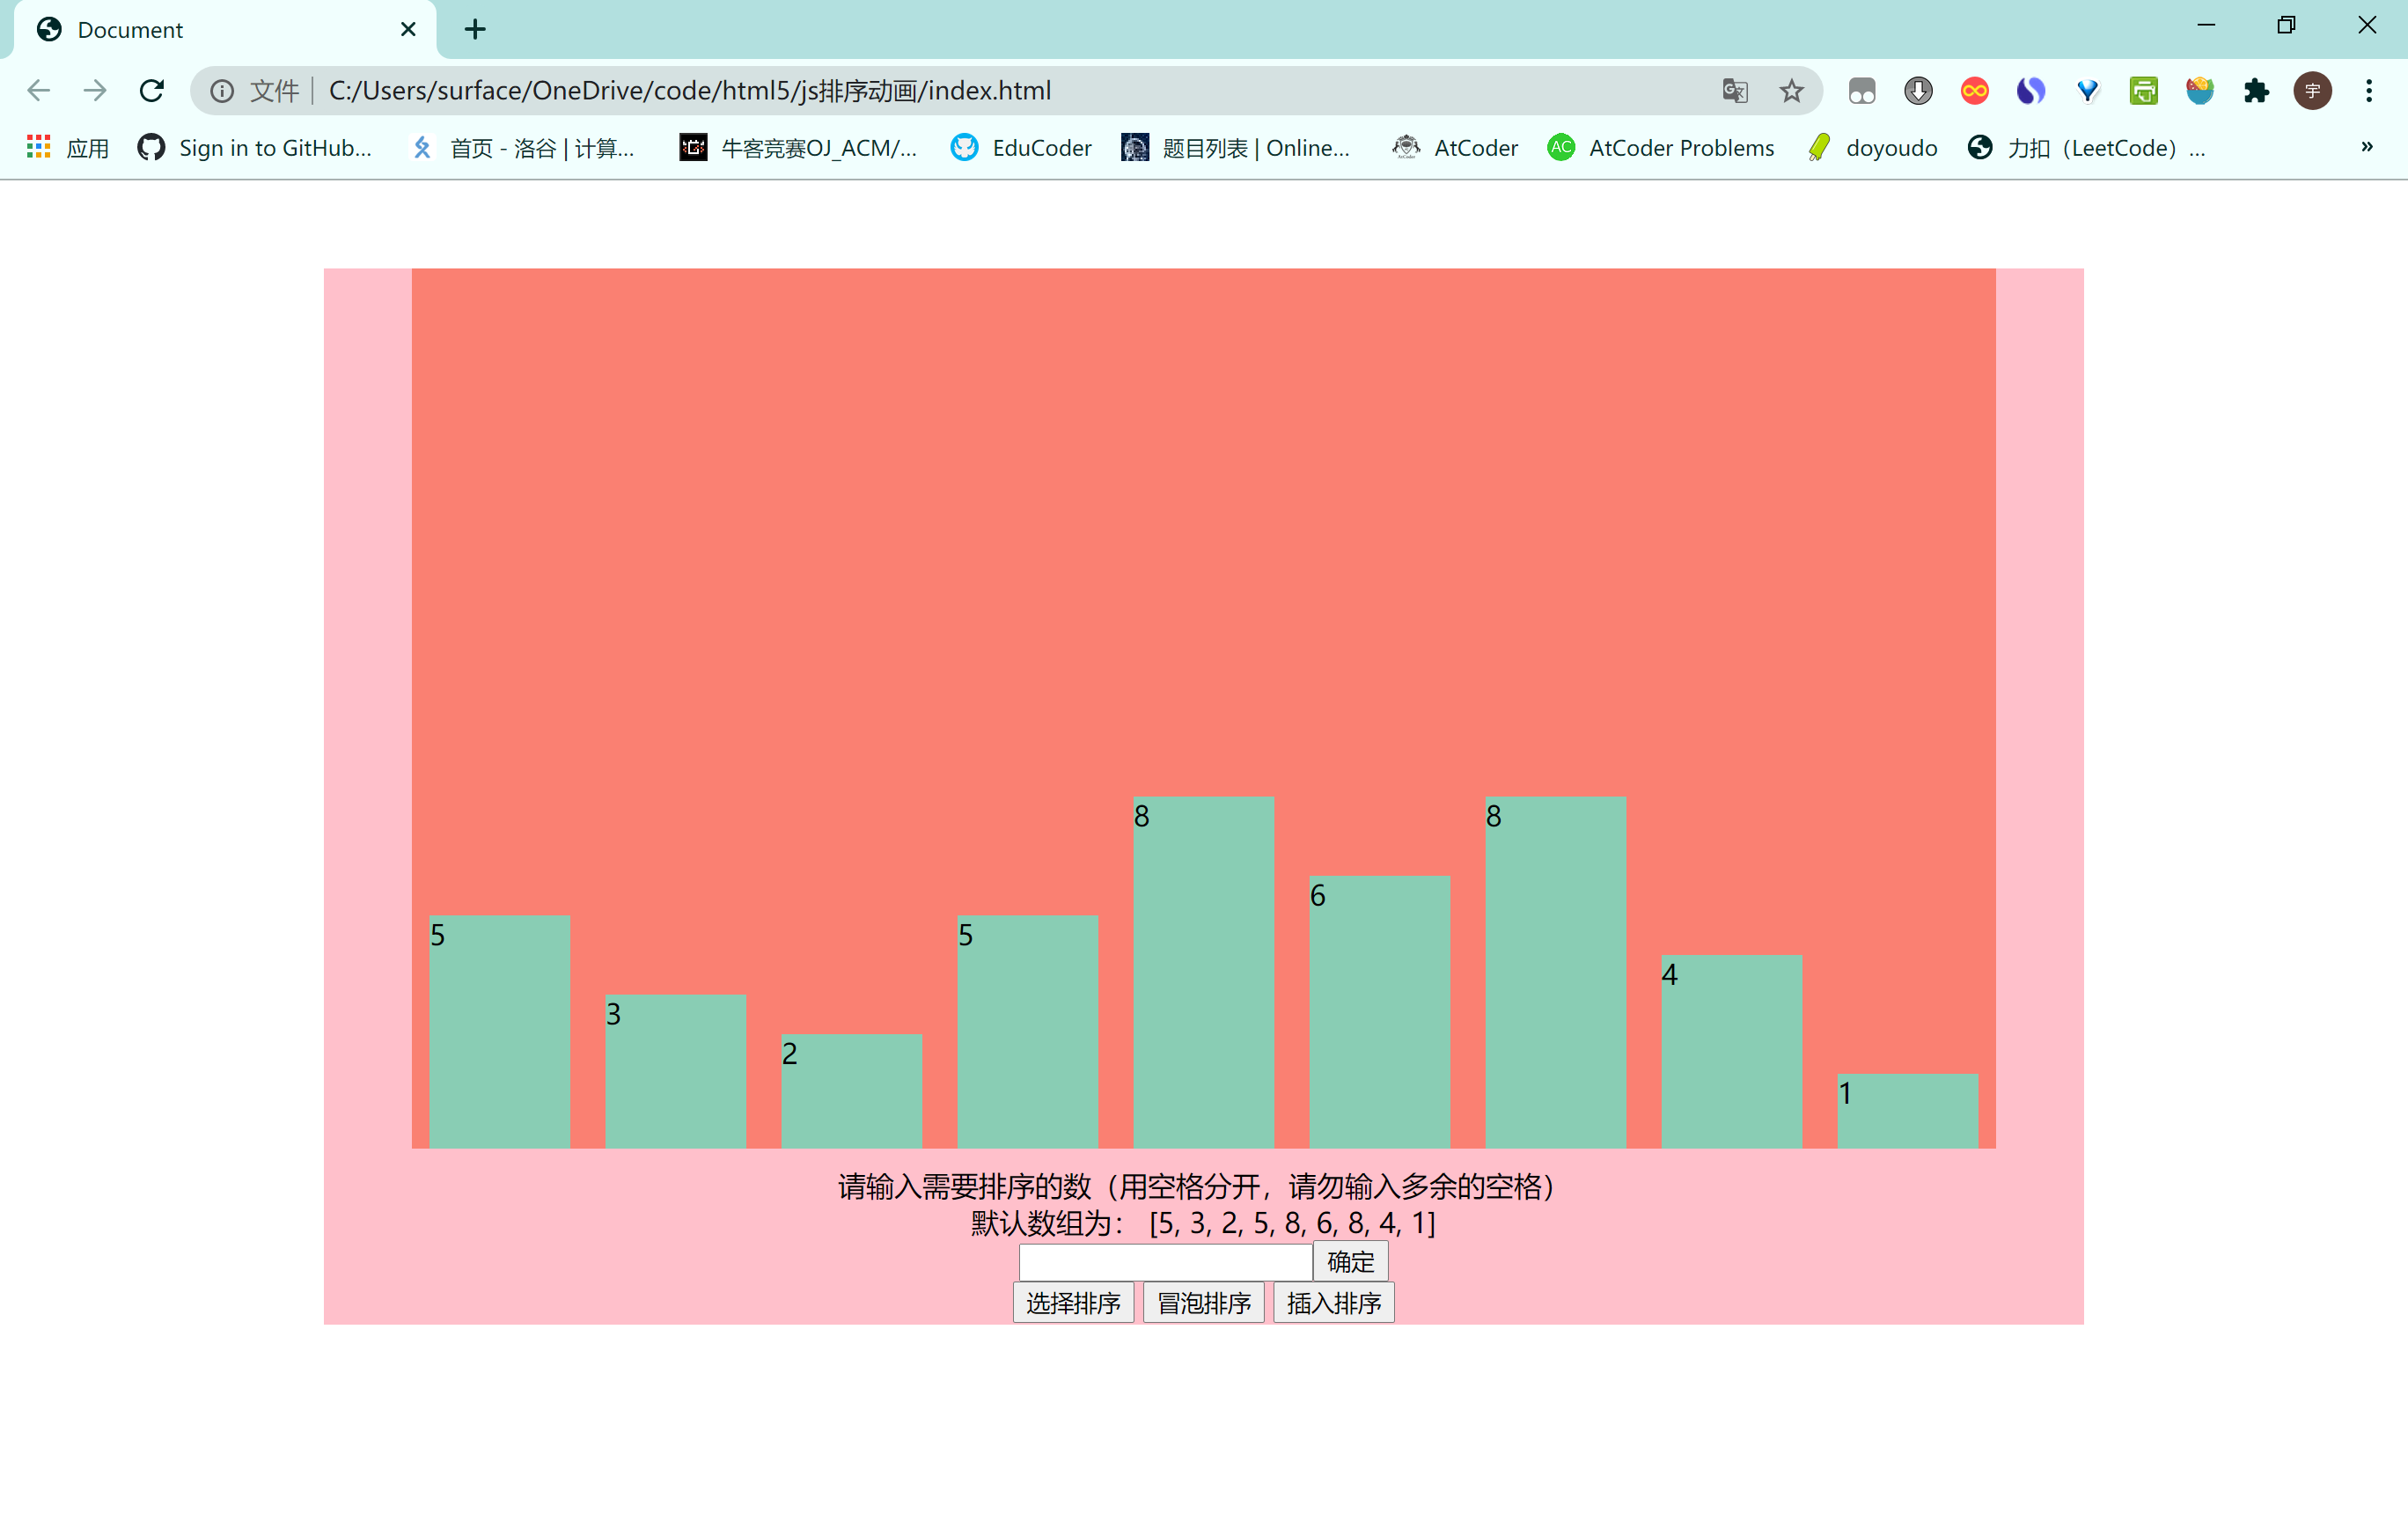 Document
文件 C:/Users/surface/OneDrive/code/html5/js排序动画/index.html 宇
应用 Sign in to GitHub... 首页 - 洛谷 | 计算... 牛客竞赛OJ_ACM/... EduCoder 题目列表 | Online... AtCoder AC AtCoder Problems doyoudo 力扣（LeetCode）... »
5 3 2 5 8 6 8 4 1
请输入需要排序的数（用空格分开，请勿输入多余的空格）
默认数组为： [5, 3, 2, 5, 8, 6, 8, 4, 1]
确定
选择排序 冒泡排序 插入排序